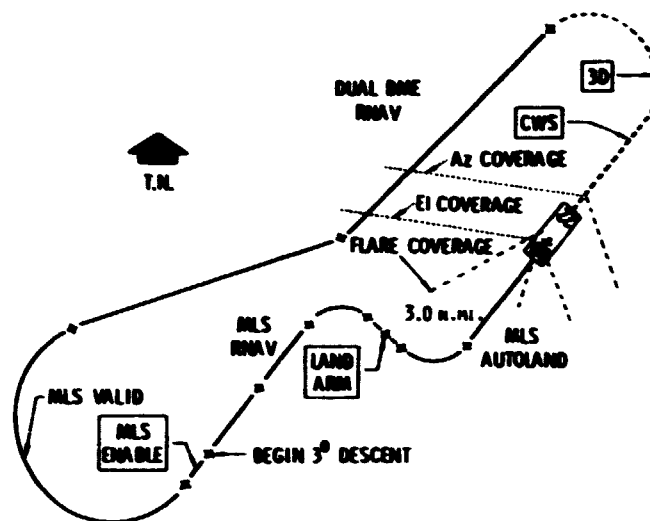 3D
DUAL DME
RNAV
CWS
Az COVERAGE
T.N.
El COVERAGE
FLARE COVERAGE
3.0 N.MI.
MLS
RNAV
MLS
AUTOLAND
LAND
ARM
MLS VALID
MLS
ENABLE
BEGIN 3° DESCENT